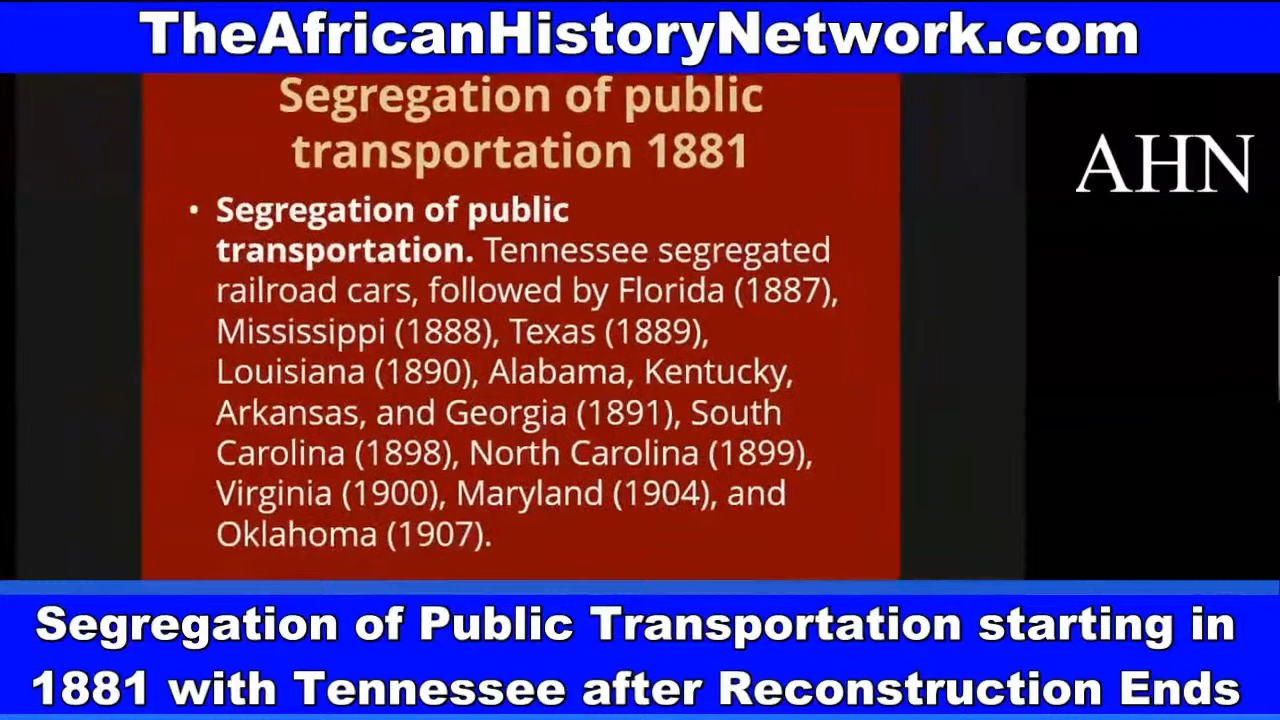 TheAfricanHistoryNetwork.com
Segregation of public
transportation 1881
AHN
• Segregation of public
transportation. Tennessee segregated
railroad cars, followed by Florida (1887),
Mississippi (1888), Texas (1889),
Louisiana (1890), Alabama, Kentucky,
Arkansas, and Georgia (1891), South
Carolina (1898), North Carolina (1899),
Virginia (1900), Maryland (1904), and
Oklahoma (1907).
Segregation of Public Transportation starting in
1881 with Tennessee after Reconstruction Ends